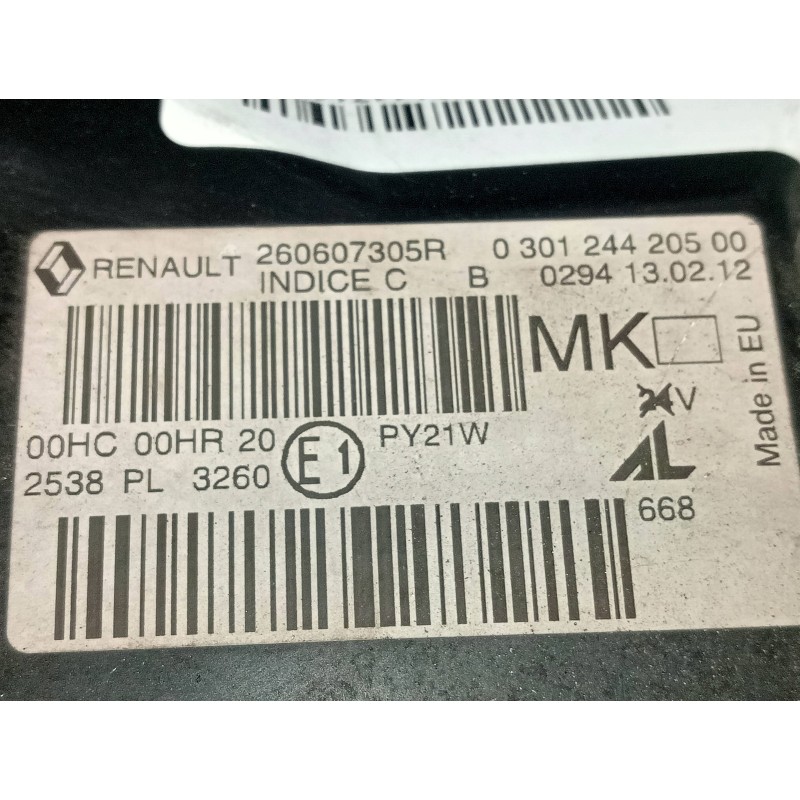 RENAULT 260607305R 0 301 244 205 00
INDICE C B 0294 13.02.12
MK
Made in EU
24V
00HC 00HR 20 E1 PY21W
2538 PL 3260 AL
668